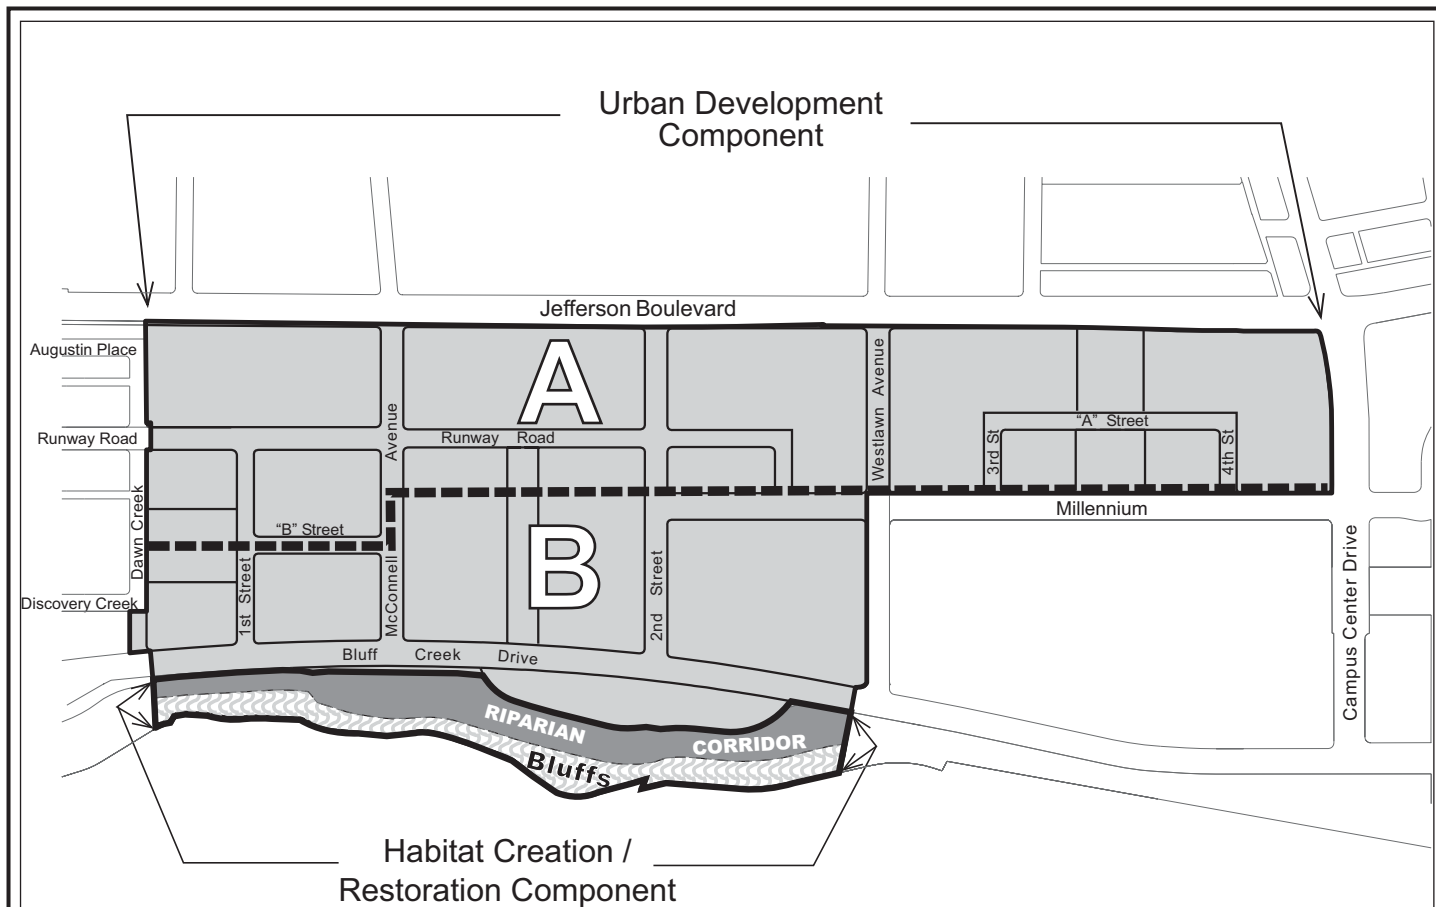 Urban Development
Component
Jefferson Boulevard
Augustin Place
A
Avenue
Westlawn Avenue
"A" Street
Runway Road
Runway Road
3rd St
4th St
Millennium
"B" Street
Dawn Creek
B
1st Street
McConnell
2nd Street
Campus Center Drive
Discovery Creek
Bluff Creek Drive
RIPARIAN
CORRIDOR
Bluffs
Habitat Creation /
Restoration Component